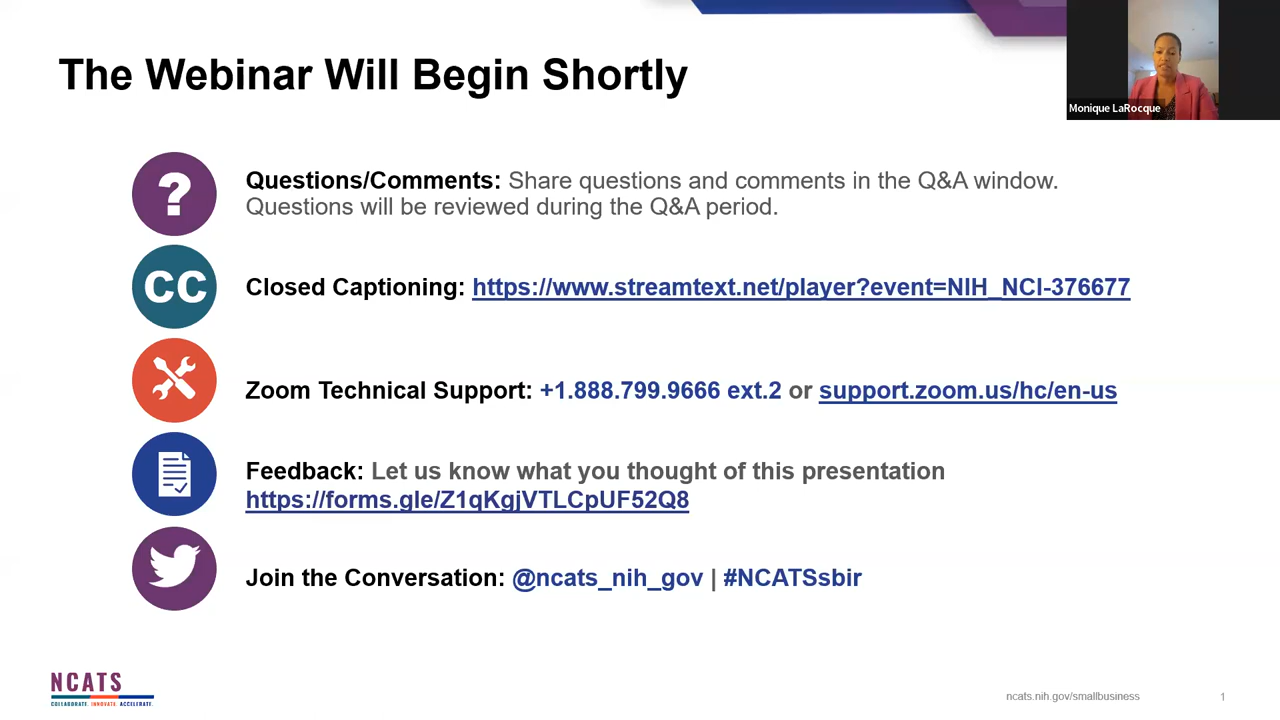 The Webinar Will Begin Shortly
Monique LaRocque
?
Questions/Comments: Share questions and comments in the Q&A window.
Questions will be reviewed during the Q&A period.
CC
Closed Captioning: https://www.streamtext.net/player?event=NIH_NCI-376677
Zoom Technical Support: +1.888.799.9666 ext.2 or support.zoom.us/hc/en-us
Feedback: Let us know what you thought of this presentation
https://forms.gle/Z1qKgjVTLCpUF52Q8
Join the Conversation: @ncats_nih_gov | #NCATSsbir
NCATS
COLLABORATE. INNOVATE. ACCELERATE.
ncats.nih.gov/smallbusiness
1